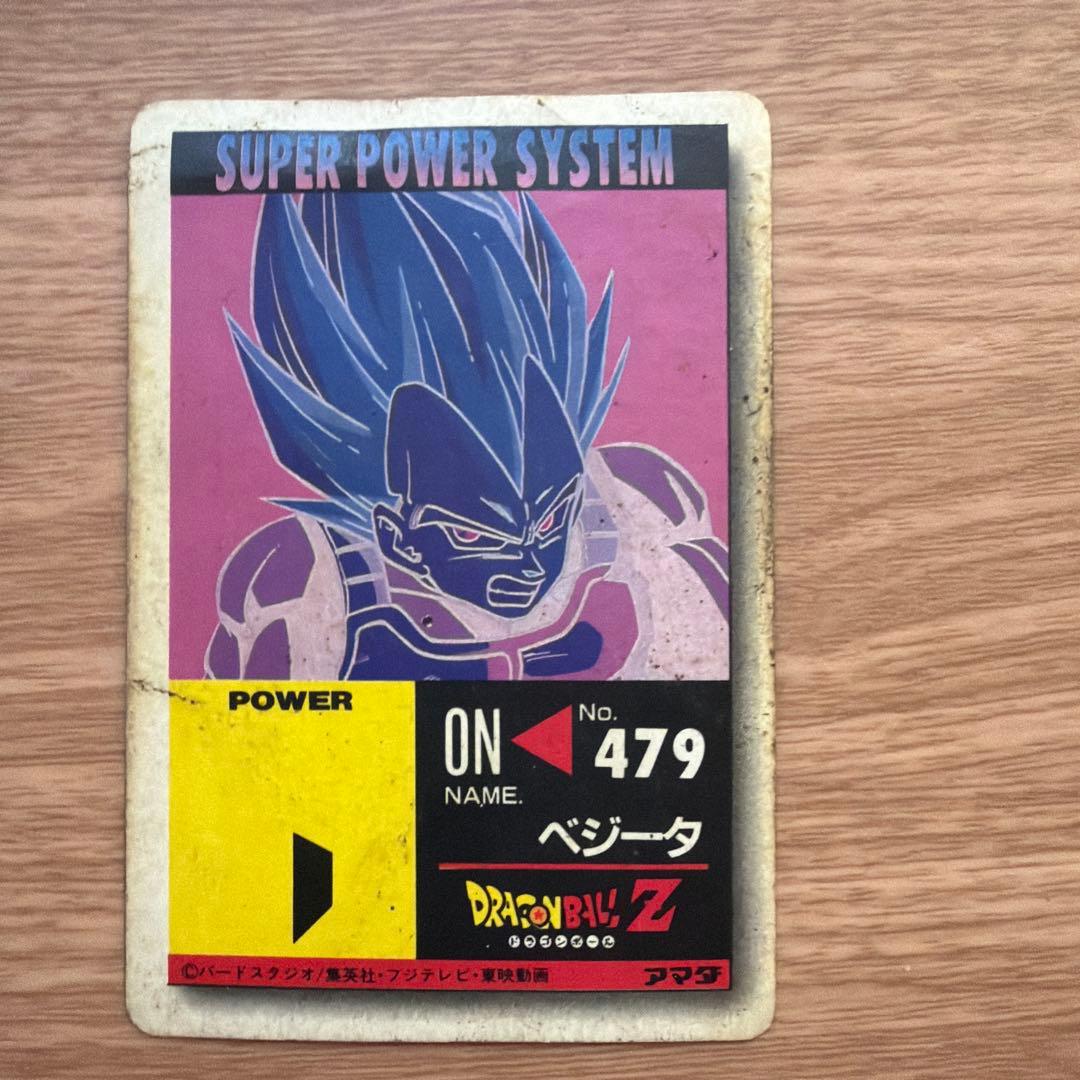 SUPER POWER SYSTEM
POWER
ON
No.
479
NAME.
ベジータ
DRAGON BALL Z
ドラゴンボール
©バードスタジオ/集英社・フジテレビ・東映動画
アマダ